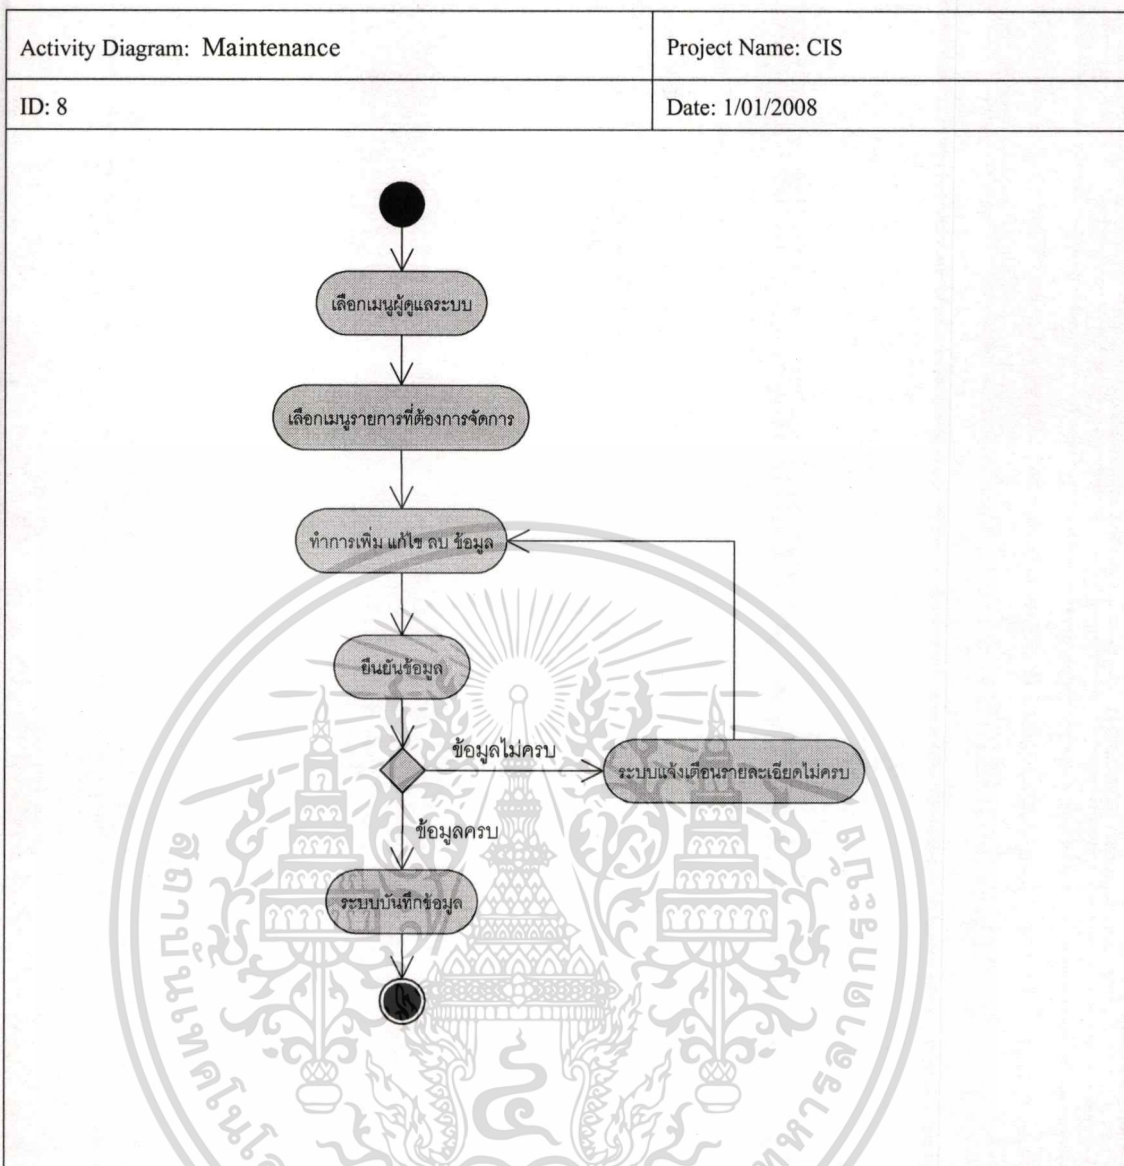 Activity Diagram: Maintenance
Project Name: CIS
ID: 8
Date: 1/01/2008
เลือกเมนูผู้ดูแลระบบ
เลือกเมนูรายการที่ต้องการจัดการ
ทำการเพิ่ม แก้ไข ลบ ข้อมูล
ยืนยันข้อมูล
ข้อมูลไม่ครบ
ระบบแจ้งเตือนรายละเอียดไม่ครบ
ข้อมูลครบ
ระบบบันทึกข้อมูล